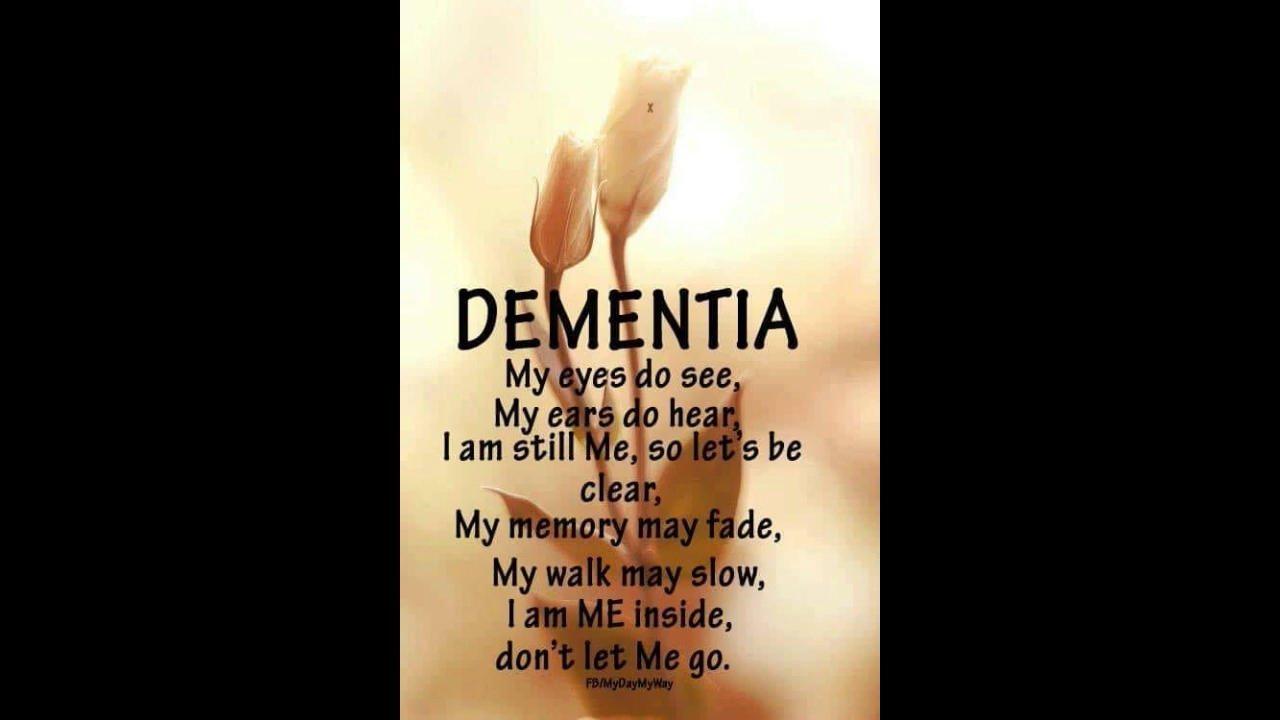 x
DEMENTIA
My eyes do see,
My ears do hear,
I am still Me, so let's be
clear,
My memory may fade,
My walk may slow,
I am ME inside,
don't let Me go.
FB/MyDayMyWay